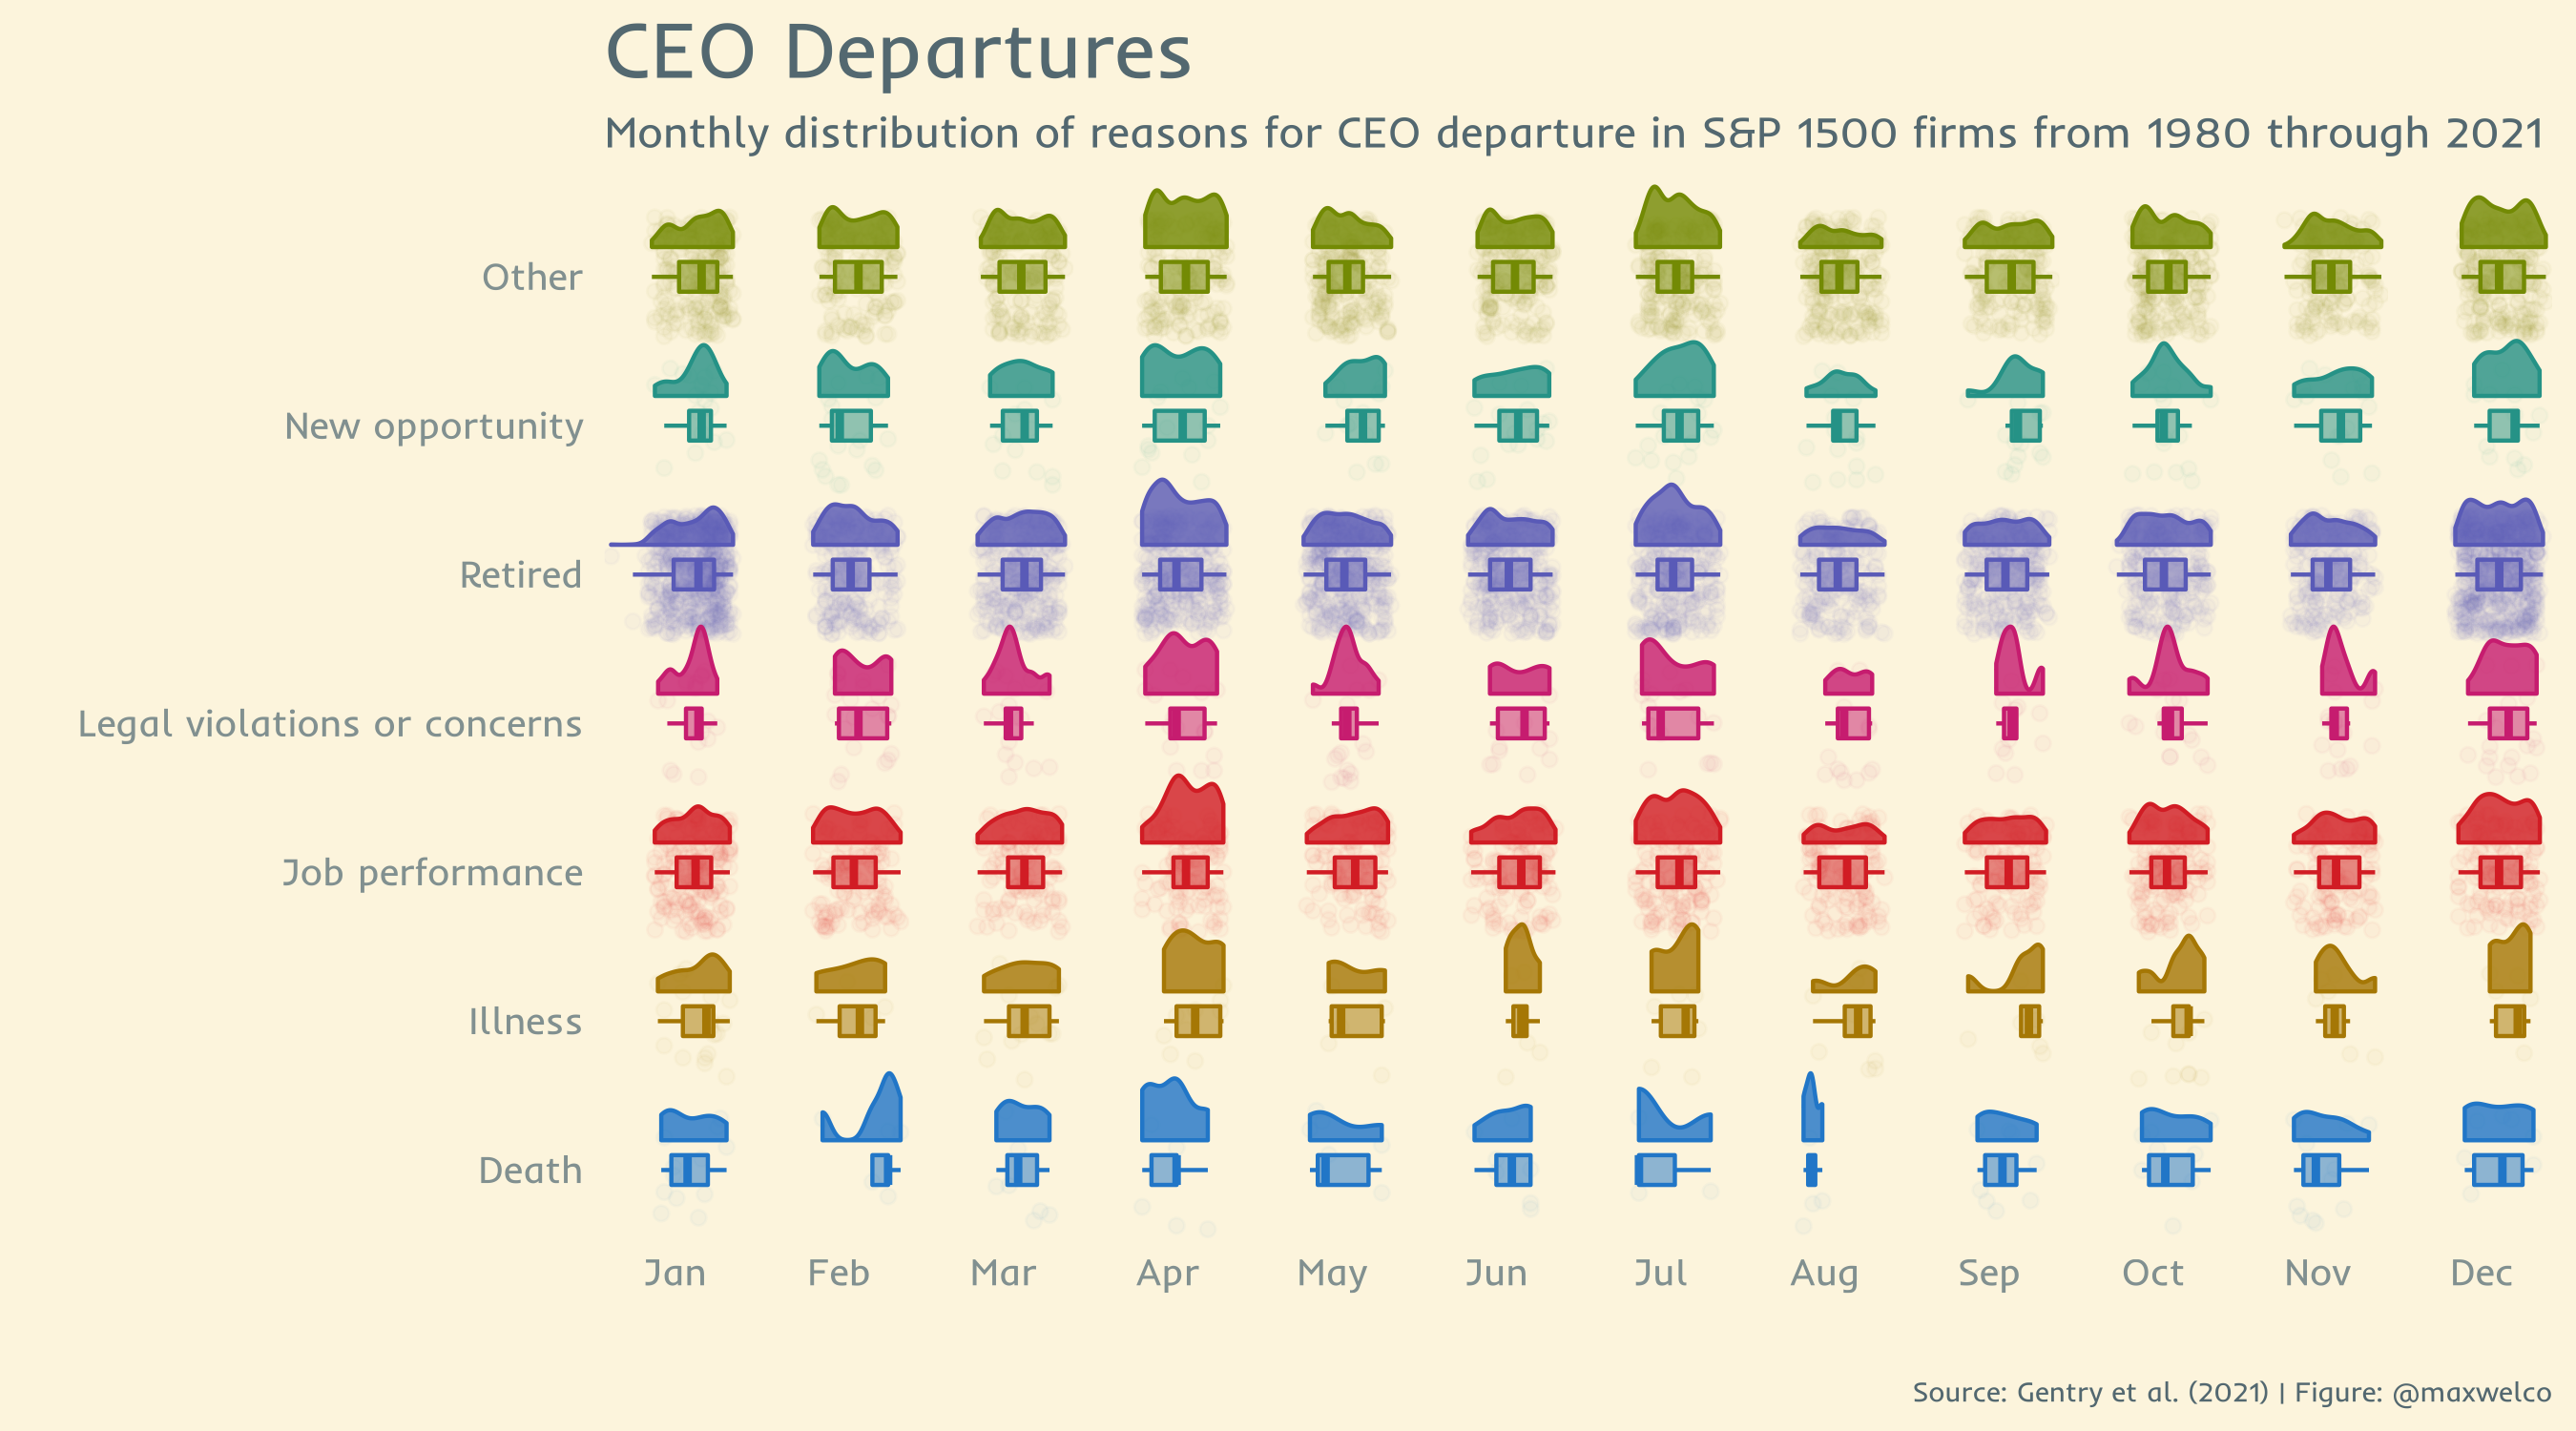 CEO Departures
Monthly distribution of reasons for CEO departure in S&P 1500 firms from 1980 through 2021
Other
New opportunity
Retired
Legal violations or concerns
Job performance
Illness
Death
Jan Feb Mar Apr May Jun Jul Aug Sep Oct Nov Dec
Source: Gentry et al. (2021) | Figure: @maxwelco